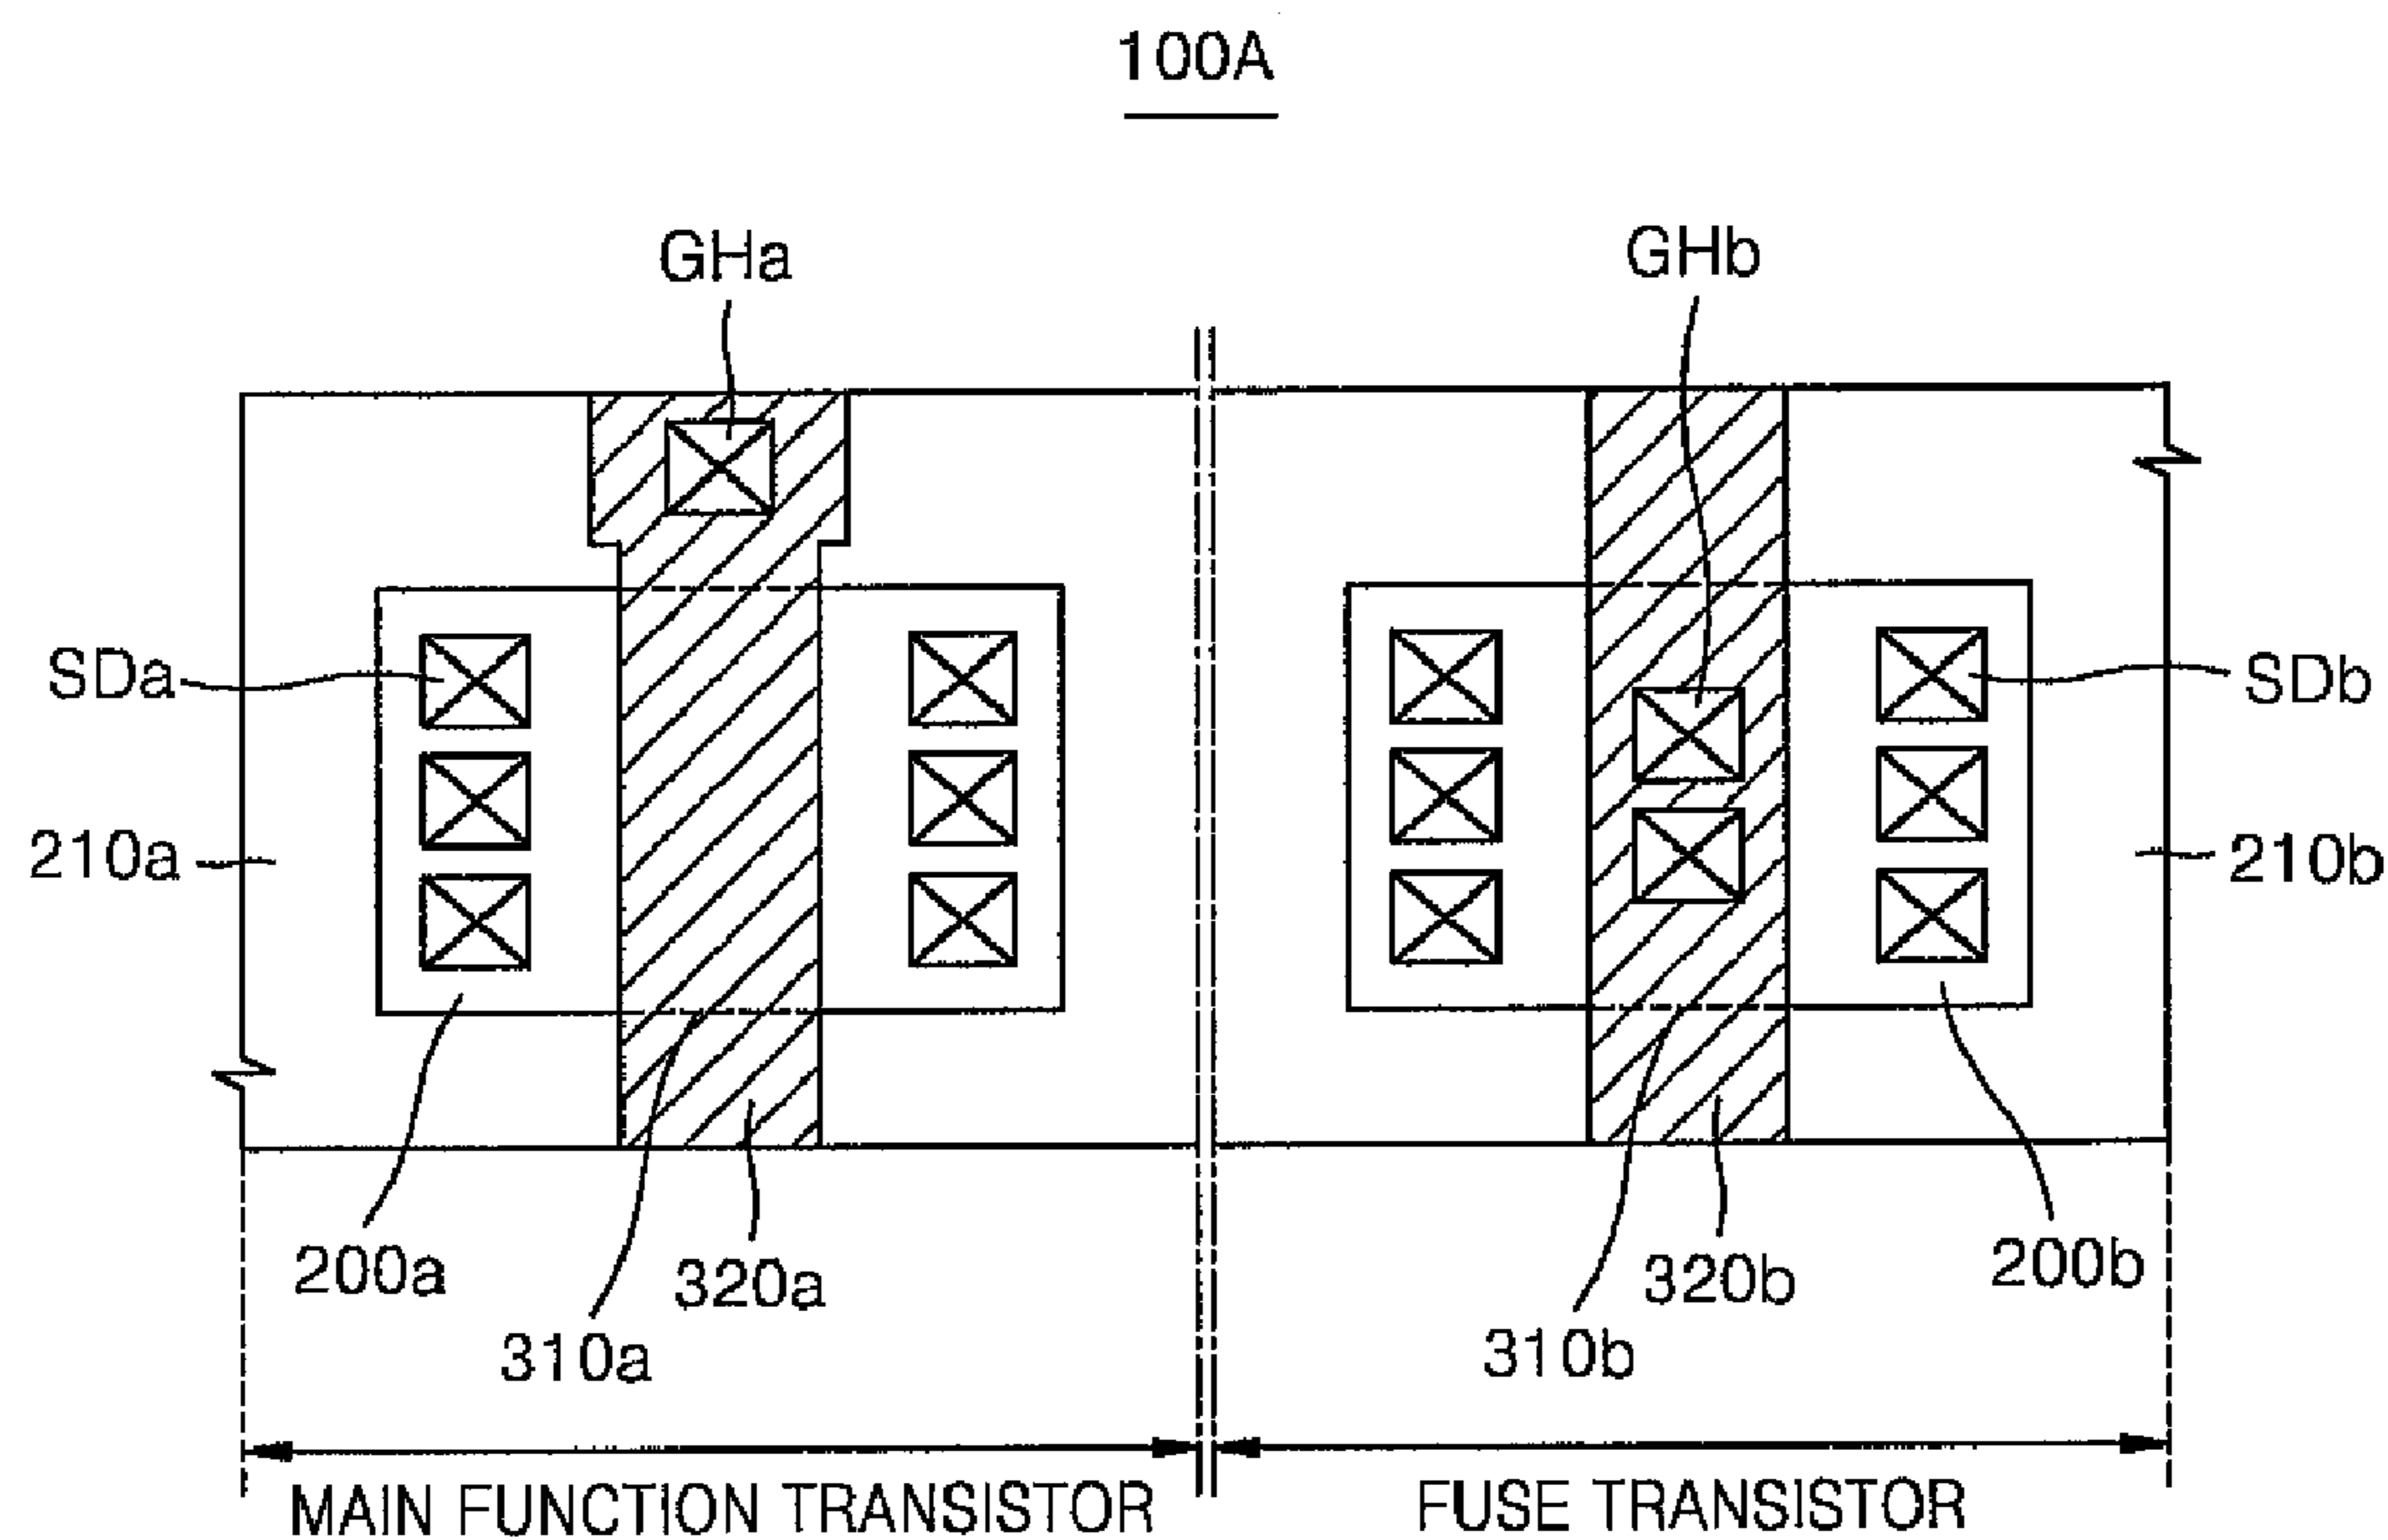 100A
GHa
GHb
SDa
SDb
210a
210b
200a
320a
310a
320b
200b
310b
MAIN FUNCTION TRANSISTOR
FUSE TRANSISTOR